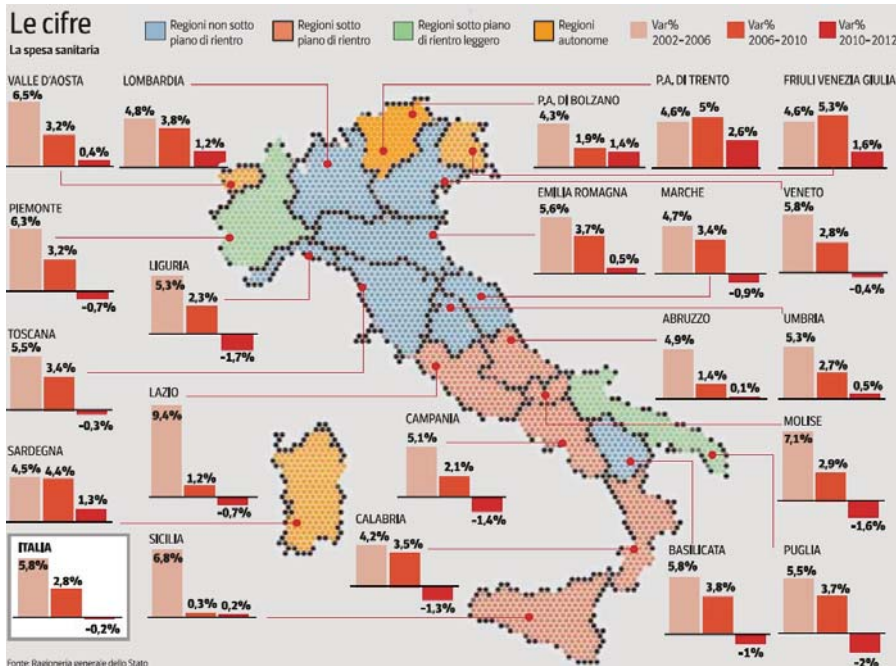 Le cifre
La spesa sanitaria
Regioni non sotto
piano di rientro
Regioni sotto
piano di rientro
Regioni sotto piano
di rientro leggero
Regioni
autonome
Var%
2002-2006
Var%
2006-2010
Var%
2010-2012
VALLE D'AOSTA
6,5%
3,2%
0,4%
LOMBARDIA
4,8%
3,8%
1,2%
P.A. DI BOLZANO
4,3%
1,9%
1,4%
P.A. DI TRENTO
4,6%
5%
2,6%
FRIULI VENEZIA GIULIA
4,6%
5,3%
1,6%
PIEMONTE
6,3%
3,2%
-0,7%
LIGURIA
5,3%
2,3%
-1,7%
EMILIA ROMAGNA
5,6%
3,7%
0,5%
MARCHE
4,7%
3,4%
-0,9%
VENETO
5,8%
2,8%
-0,4%
TOSCANA
5,5%
3,4%
-0,3%
LAZIO
9,4%
1,2%
-0,7%
ABRUZZO
4,9%
1,4%
0,1%
UMBRIA
5,3%
2,7%
0,5%
SARDEGNA
4,5%
4,4%
1,3%
CAMPANIA
5,1%
2,1%
-1,4%
MOLISE
7,1%
2,9%
-1,6%
ITALIA
5,8%
2,8%
-0,2%
SICILIA
6,8%
0,3%
0,2%
CALABRIA
4,2%
3,5%
-1,3%
BASILICATA
5,8%
3,8%
-1%
PUGLIA
5,5%
3,7%
-2%
Fonte: Ragioneria generale dello Stato